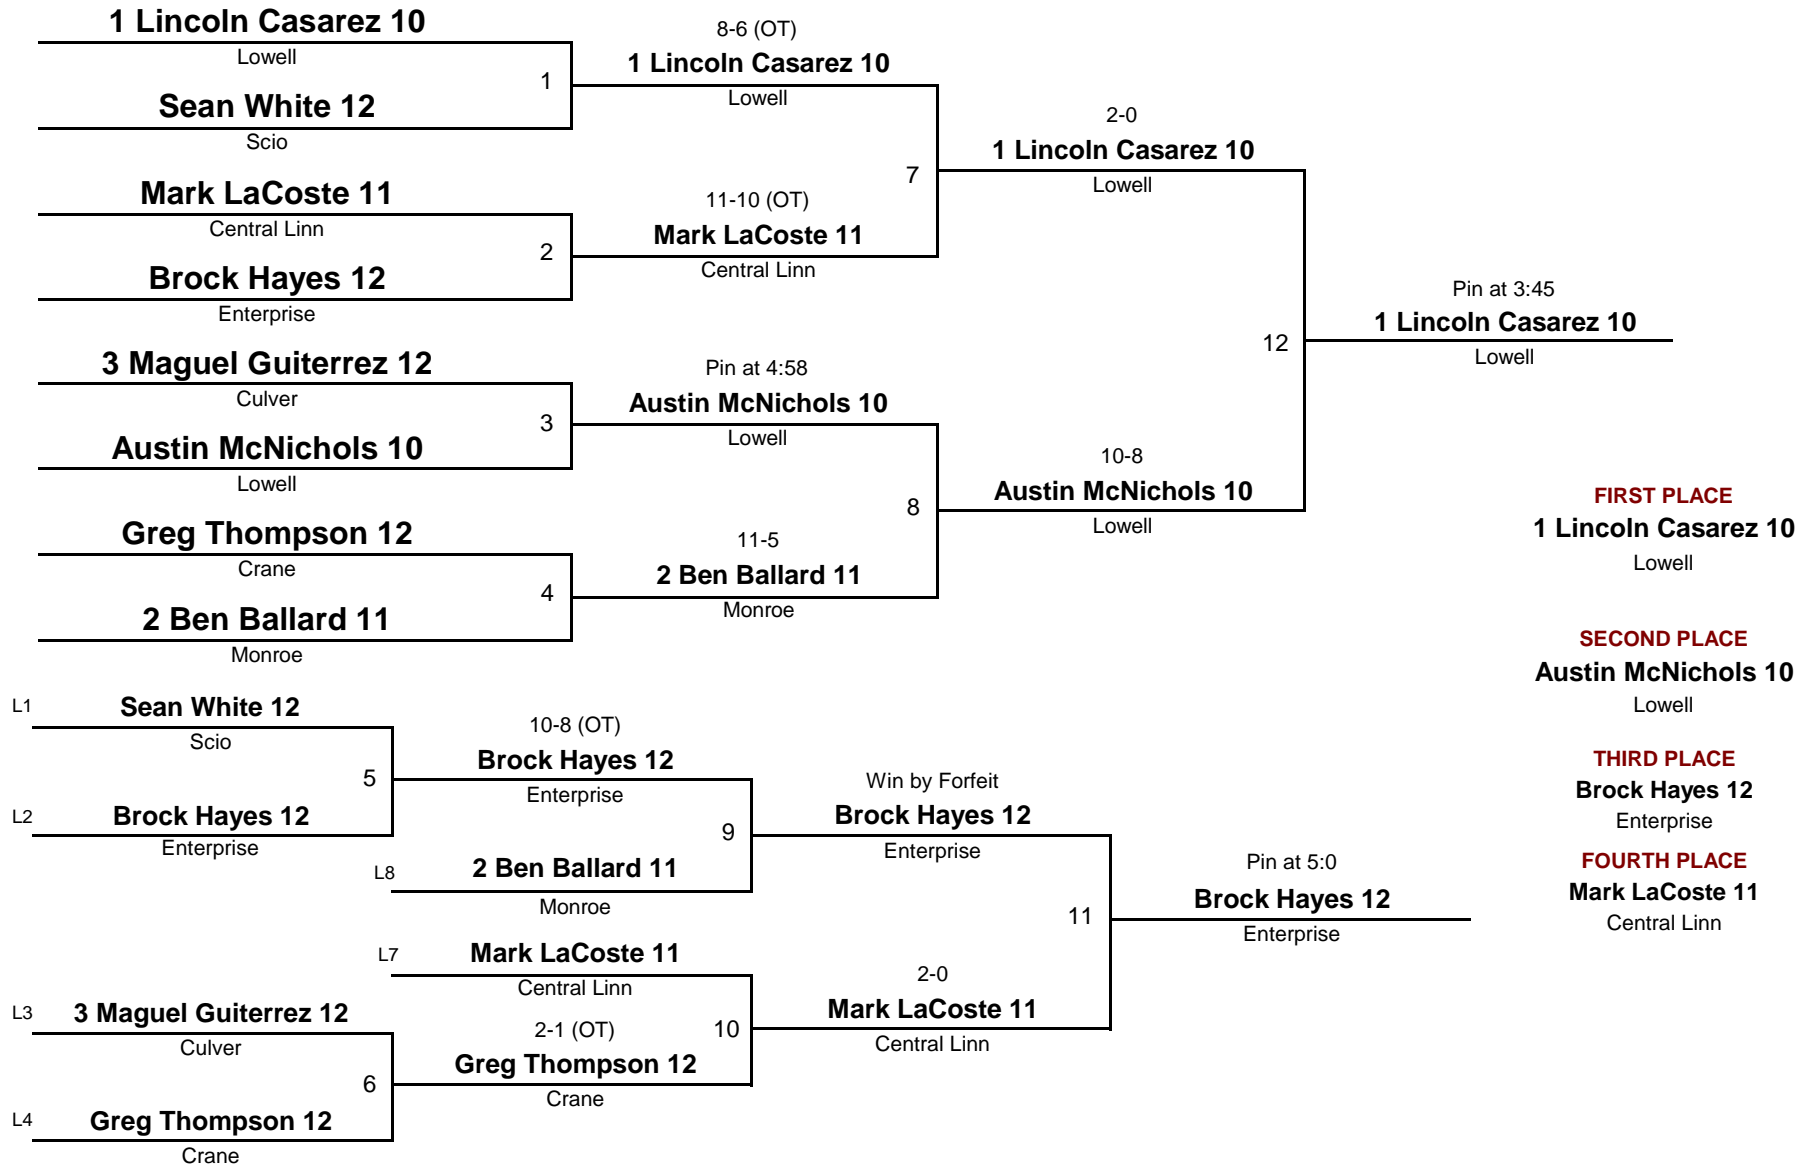 1 Lincoln Casarez 10
Lowell
1
Sean White 12
Scio
8-6 (OT)
1 Lincoln Casarez 10
Lowell
Mark LaCoste 11
Central Linn
2
Brock Hayes 12
Enterprise
11-10 (OT)
Mark LaCoste 11
Central Linn
7
2-0
1 Lincoln Casarez 10
Lowell
3 Maguel Guiterrez 12
Culver
3
Austin McNichols 10
Lowell
Pin at 4:58
Austin McNichols 10
Lowell
Greg Thompson 12
Crane
4
2 Ben Ballard 11
Monroe
11-5
2 Ben Ballard 11
Monroe
8
10-8
Austin McNichols 10
Lowell
12
Pin at 3:45
1 Lincoln Casarez 10
Lowell
L1 Sean White 12
Scio
5
L2 Brock Hayes 12
Enterprise
10-8 (OT)
Brock Hayes 12
Enterprise
9
L8 2 Ben Ballard 11
Monroe
Win by Forfeit
Brock Hayes 12
Enterprise
L7 Mark LaCoste 11
Central Linn
L3 3 Maguel Guiterrez 12
Culver
6
L4 Greg Thompson 12
Crane
2-1 (OT)
Greg Thompson 12
Crane
10
2-0
Mark LaCoste 11
Central Linn
11
Pin at 5:0
Brock Hayes 12
Enterprise
FIRST PLACE
1 Lincoln Casarez 10
Lowell
SECOND PLACE
Austin McNichols 10
Lowell
THIRD PLACE
Brock Hayes 12
Enterprise
FOURTH PLACE
Mark LaCoste 11
Central Linn